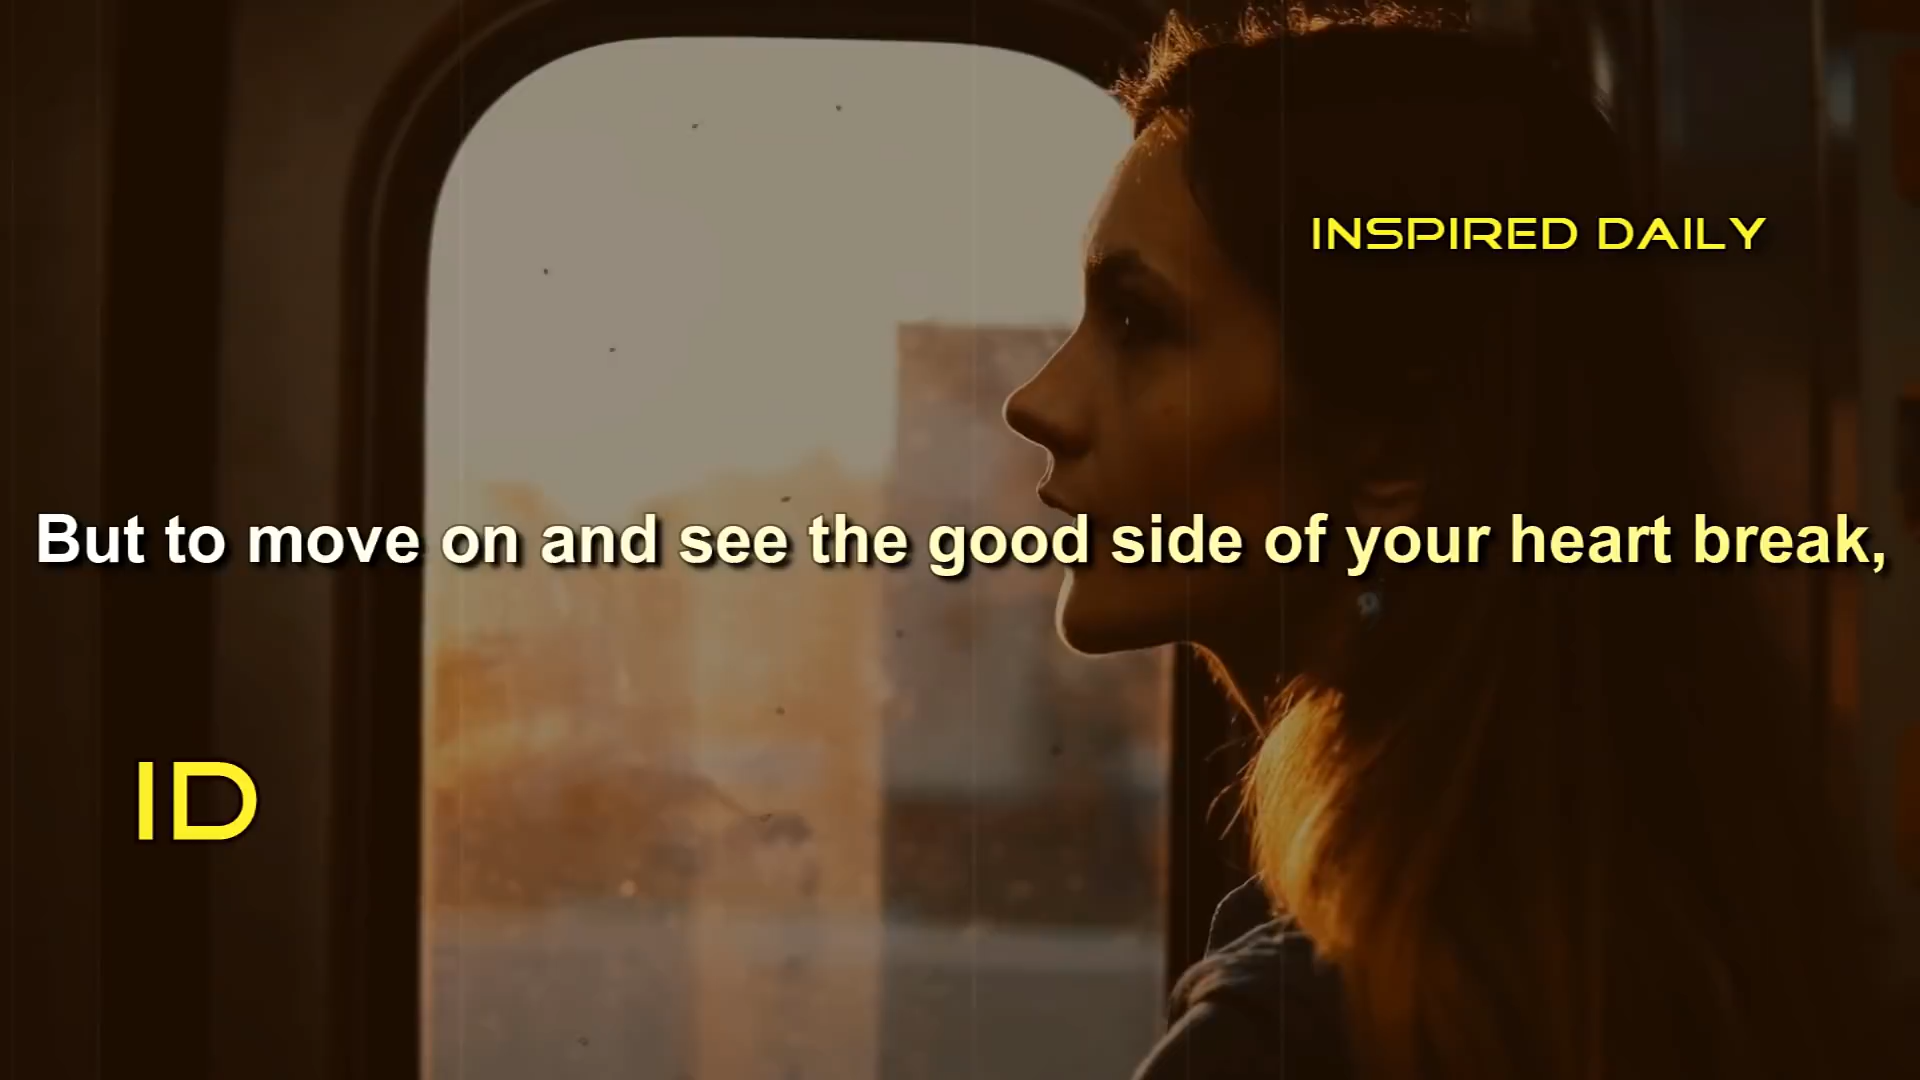 INSPIRED DAILY
But to move on and see the good side of your heart break,
ID